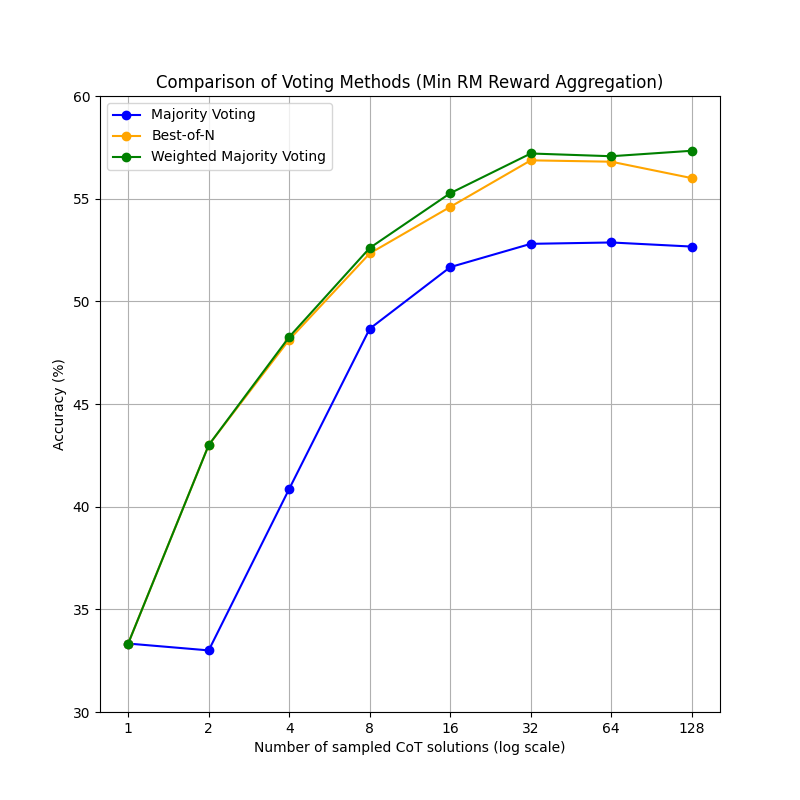 Comparison of Voting Methods (Min RM Reward Aggregation)
Majority Voting
Best-of-N
Weighted Majority Voting
60
55
50
45
40
35
30
Accuracy (%)
1 2 4 8 16 32 64 128
Number of sampled CoT solutions (log scale)